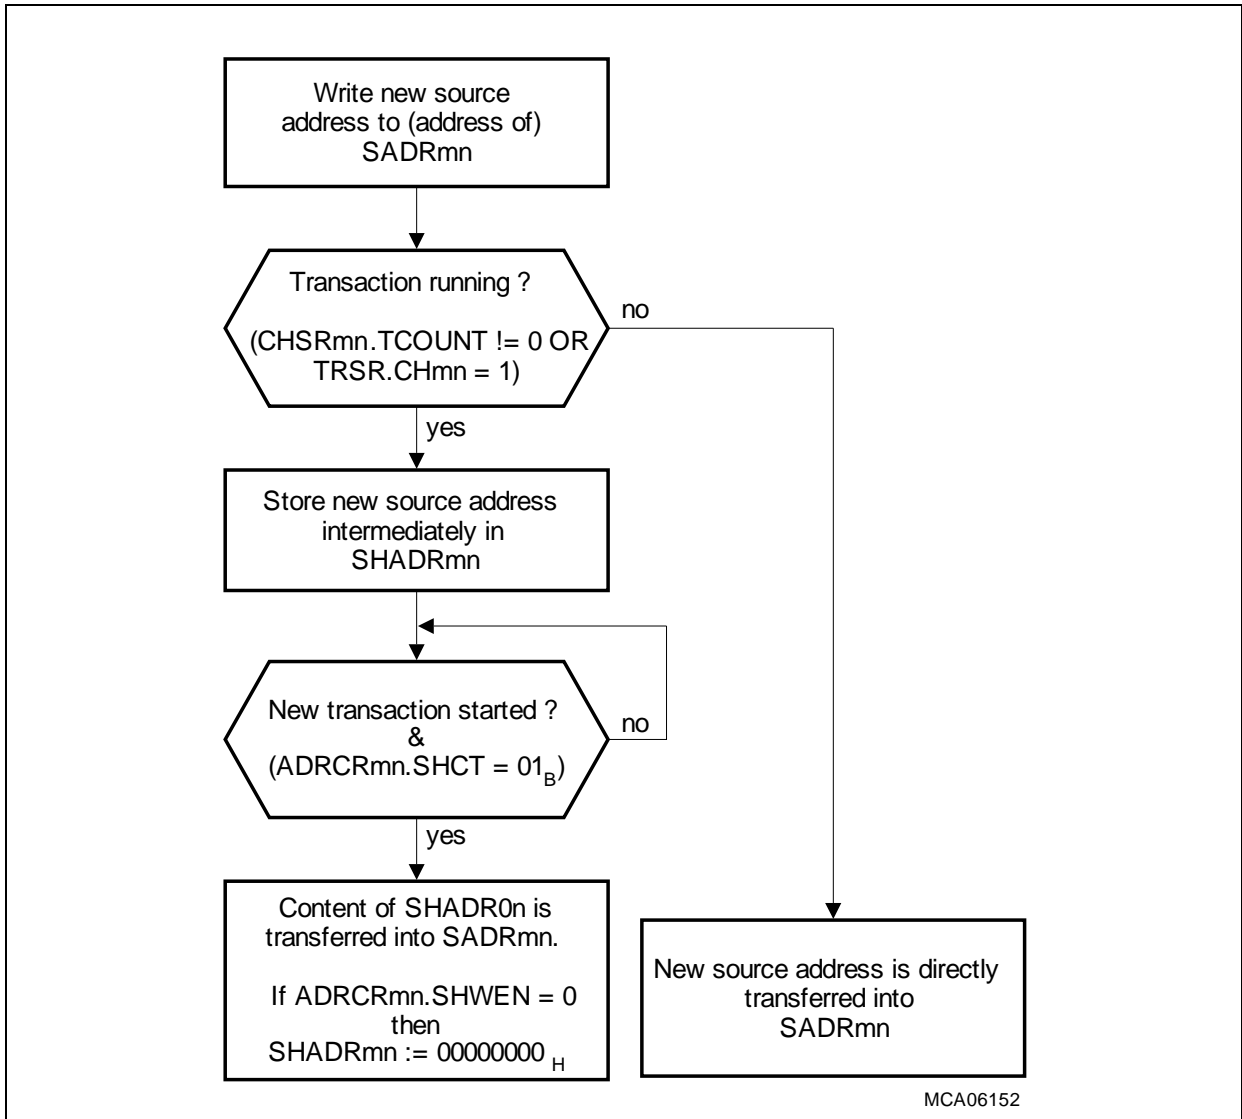 Write new source
address to (address of)
SADRmn
Transaction running ?
no
(CHSRmn.TCOUNT != 0 OR
TRSR.CHmn = 1)
yes
Store new source address
intermediately in
SHADRmn
New transaction started ?
&
no
(ADRCRmn.SHCT = 01B)
yes
Content of SHADR0n is
transferred into SADRmn.
If ADRCRmn.SHWEN = 0
then
SHADRmn := 00000000 H
New source address is directly
transferred into
SADRmn
MCA06152